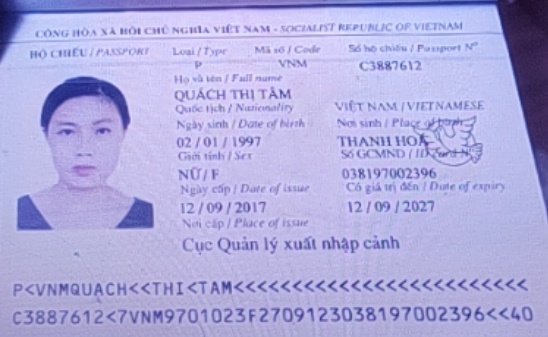 CỘNG HÒA XÃ HỘI CHỦ NGHĨA VIỆT NAM - SOCIALIST REPUBLIC OF VIETNAM
HỘ CHIẾU / PASSPORT Loại / Type Mã số / Code Số hộ chiếu / Passport Nº
P VNM C3887612
Họ và tên / Full name
QUÁCH THỊ TÂM
Quốc tịch / Nationality VIỆT NAM / VIETNAMESE
Ngày sinh / Date of birth Nơi sinh / Place of birth
02 / 01 / 1997 THANH HOÁ
Giới tính / Sex Số GCMND / ID Card Nº
NỮ / F 038197002396
Ngày cấp / Date of issue Có giá trị đến / Date of expiry
12 / 09 / 2017 12 / 09 / 2027
Nơi cấp / Place of issue
Cục Quản lý xuất nhập cảnh
P<VNMQUACH<<THI<TAM<<<<<<<<<<<<<<<<<<<<<<<<<
C3887612<7VNM9701023F2709123038197002396<<40